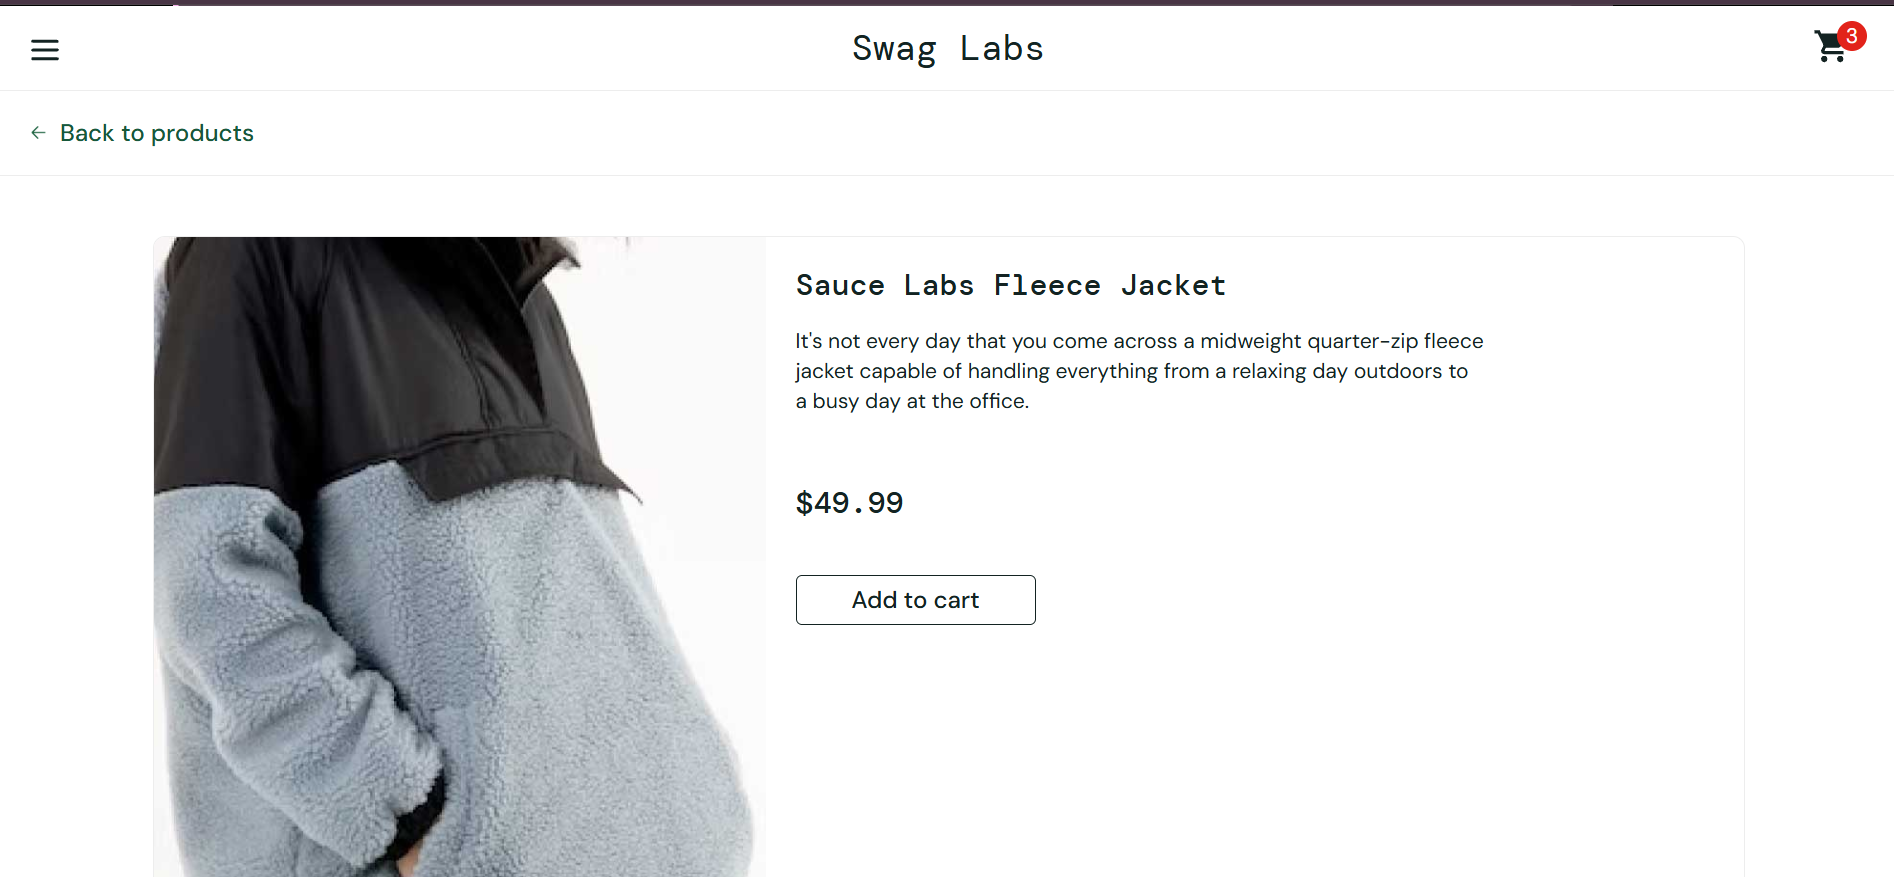 Swag Labs
3
Back to products
Sauce Labs Fleece Jacket
It's not every day that you come across a midweight quarter-zip fleece
jacket capable of handling everything from a relaxing day outdoors to
a busy day at the office.
$49.99
Add to cart